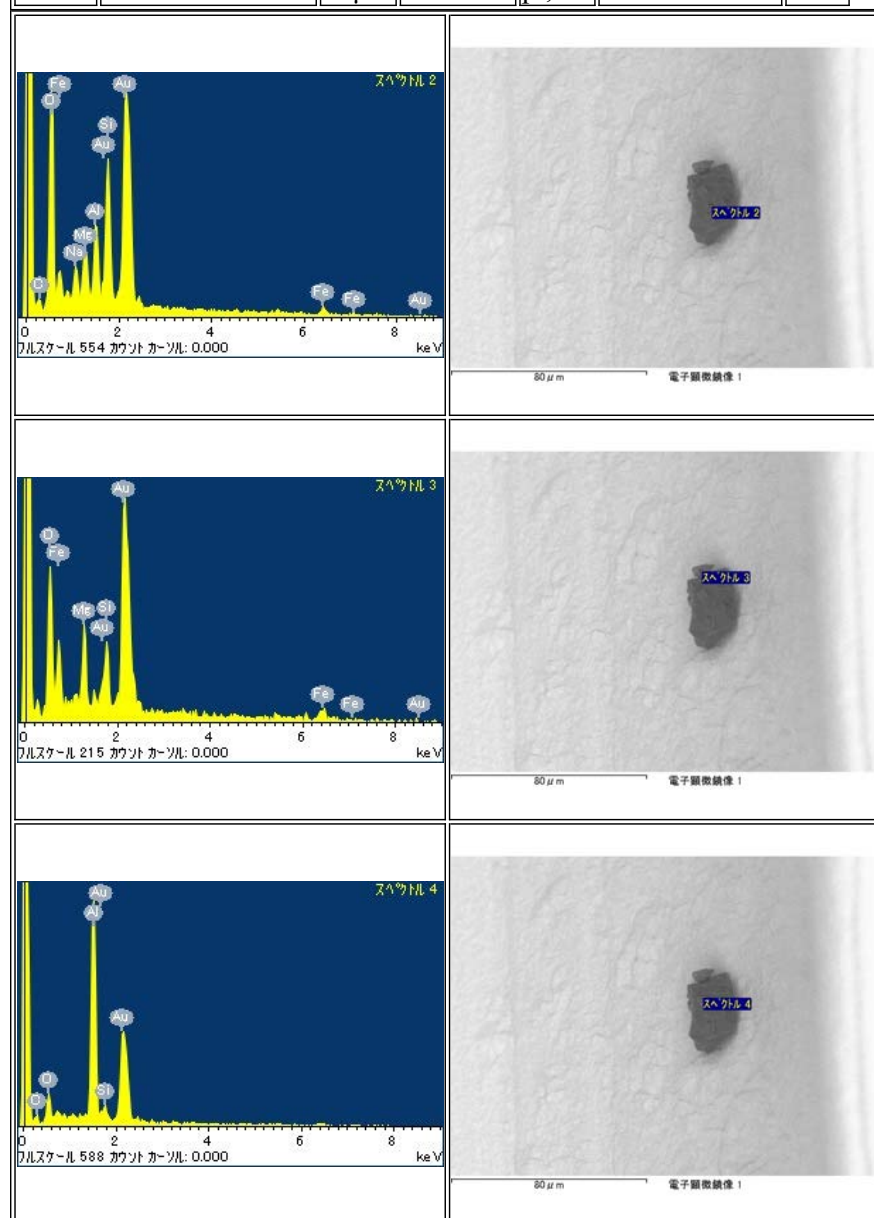 スペクトル 2
Fe Au
O
Si
Au
Al
Mg
Na
C
Fe Fe Au
0 2 4 6 8
フルスケール 554 カウント カーソル: 0.000 keV
スペクトル 2
80μm 電子顕微鏡像 1
スペクトル 3
Au
O
Fe
Mg Si
Au
Fe Fe Au
0 2 4 6 8
フルスケール 215 カウント カーソル: 0.000 keV
スペクトル 3
80μm 電子顕微鏡像 1
スペクトル 4
Au
Al
Au
O
C Si
0 2 4 6 8
フルスケール 588 カウント カーソル: 0.000 keV
スペクトル 4
80μm 電子顕微鏡像 1